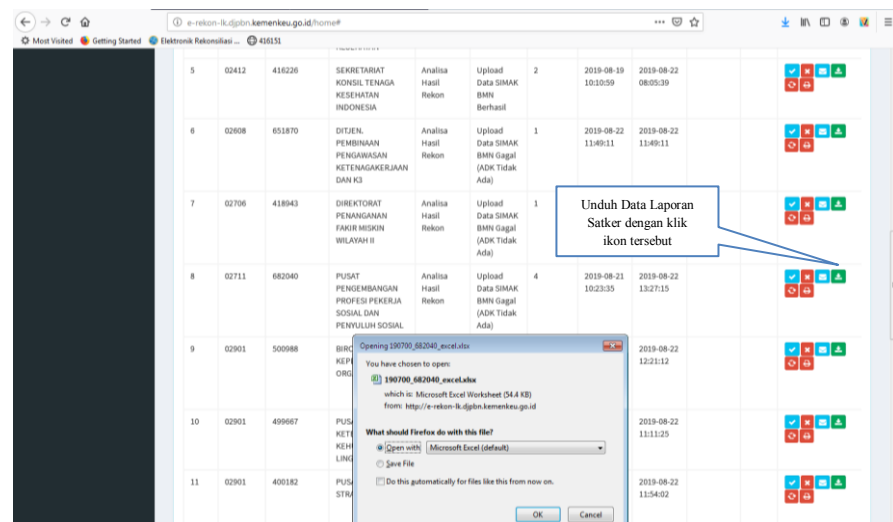 e-rekon-lk.djpbn.kemenkeu.go.id/home#
Most Visited Getting Started Elektronik Rekonsiliasi ... 416151
5 02412 416226 SEKRETARIAT Analisa Upload 2 2019-08-19 2019-08-22
KONSIL TENAGA Hasil Data SIMAK 10:10:59 08:05:39
KESEHATAN Rekon BMN
INDONESIA Berhasil
6 02608 651870 DITJEN. Analisa Upload 1 2019-08-22 2019-08-22
PEMBINAAN Hasil Data SIMAK 11:49:11 11:49:11
PENGAWASAN Rekon BMN Gagal
KETENAGAKERJAAN (ADK Tidak
DAN K3 Ada)
7 02706 418943 DIREKTORAT Analisa Upload 1
PENANGANAN Hasil Data SIMAK
FAKIR MISKIN Rekon BMN Gagal
WILAYAH II (ADK Tidak
Ada)
Unduh Data Laporan
Satker dengan klik
ikon tersebut
8 02711 682040 PUSAT Analisa Upload 4 2019-08-21 2019-08-22
PENGEMBANGAN Hasil Data SIMAK 10:23:35 13:27:15
PROFESI PEKERJA Rekon BMN Gagal
SOSIAL DAN (ADK Tidak
PENYULUH SOSIAL Ada)
9 02901 500988 2019-08-22
12:21:12
10 02901 499667 2019-08-22
11:11:25
11 02901 400182 2019-08-22
11:54:02
Opening 190700_682040_excel.xlsx
You have chosen to open:
190700_682040_excel.xlsx
which is: Microsoft Excel Worksheet (54.4 KB)
from: http://e-rekon-lk.djpbn.kemenkeu.go.id
What should Firefox do with this file?
Open with Microsoft Excel (default)
Save File
Do this automatically for files like this from now on.
OK Cancel